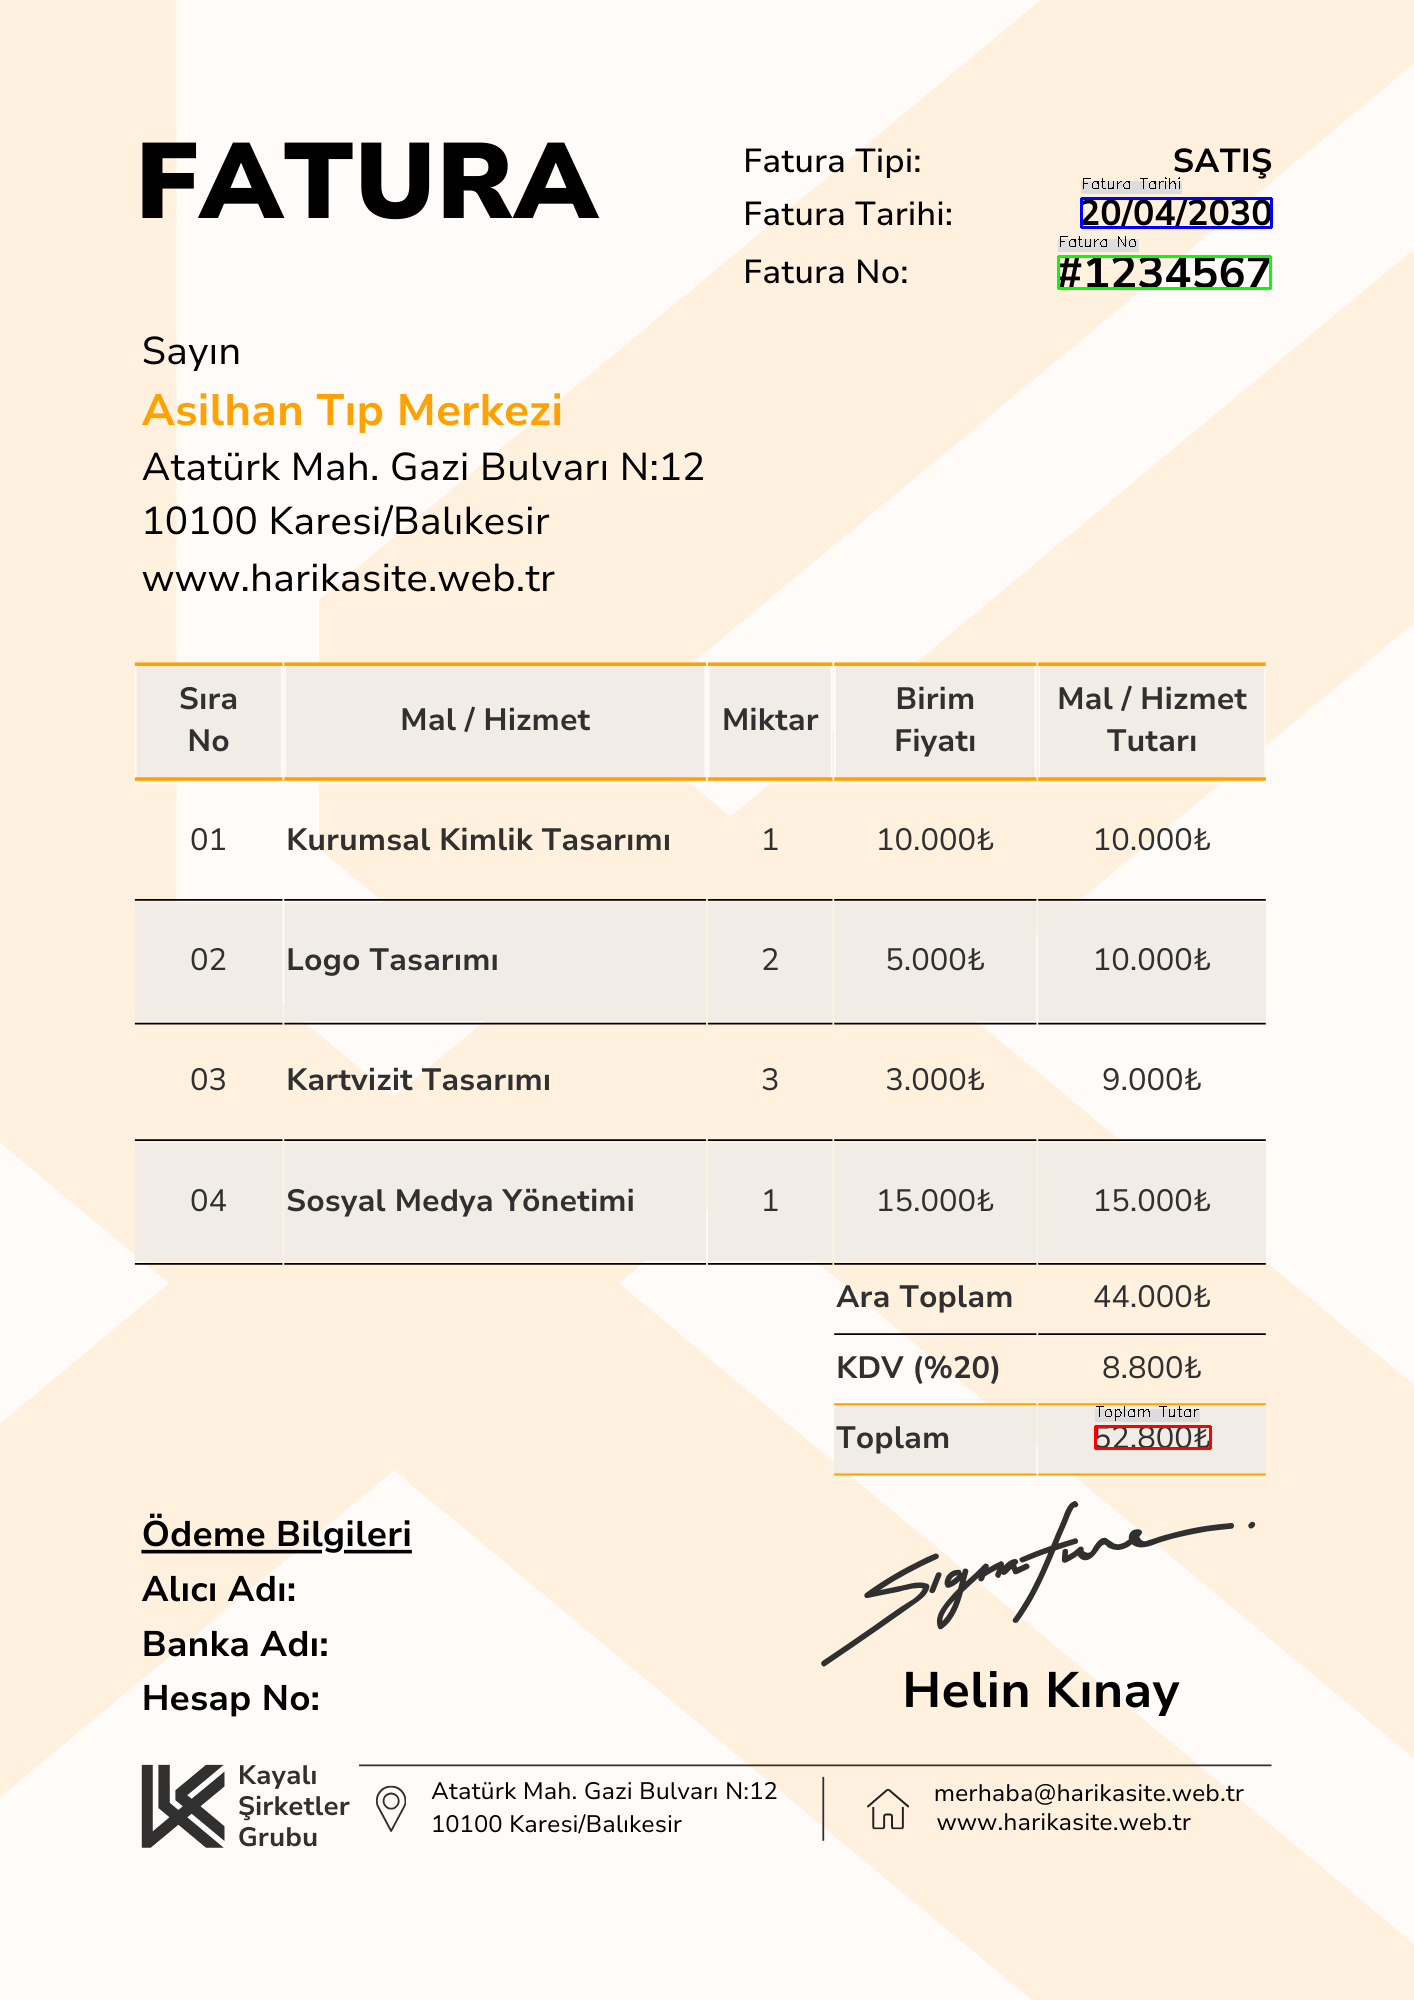 FATURA
Fatura Tipi: SATIŞ
Fatura Tarihi
Fatura Tarihi: 20/04/2030
Fatura No
Fatura No: #1234567
Sayın
Asilhan Tıp Merkezi
Atatürk Mah. Gazi Bulvarı N:12
10100 Karesi/Balıkesir
www.harikasite.web.tr
Sıra No Mal / Hizmet Miktar Birim Fiyatı Mal / Hizmet Tutarı
01 Kurumsal Kimlik Tasarımı 1 10.000₺ 10.000₺
02 Logo Tasarımı 2 5.000₺ 10.000₺
03 Kartvizit Tasarımı 3 3.000₺ 9.000₺
04 Sosyal Medya Yönetimi 1 15.000₺ 15.000₺
Ara Toplam 44.000₺
KDV (%20) 8.800₺
Toplam Tutar
Toplam 52.800₺
Ödeme Bilgileri
Alıcı Adı:
Banka Adı:
Hesap No:
Signature
Helin Kınay
Kayalı
Şirketler
Grubu
Atatürk Mah. Gazi Bulvarı N:12
10100 Karesi/Balıkesir
merhaba@harikasite.web.tr
www.harikasite.web.tr